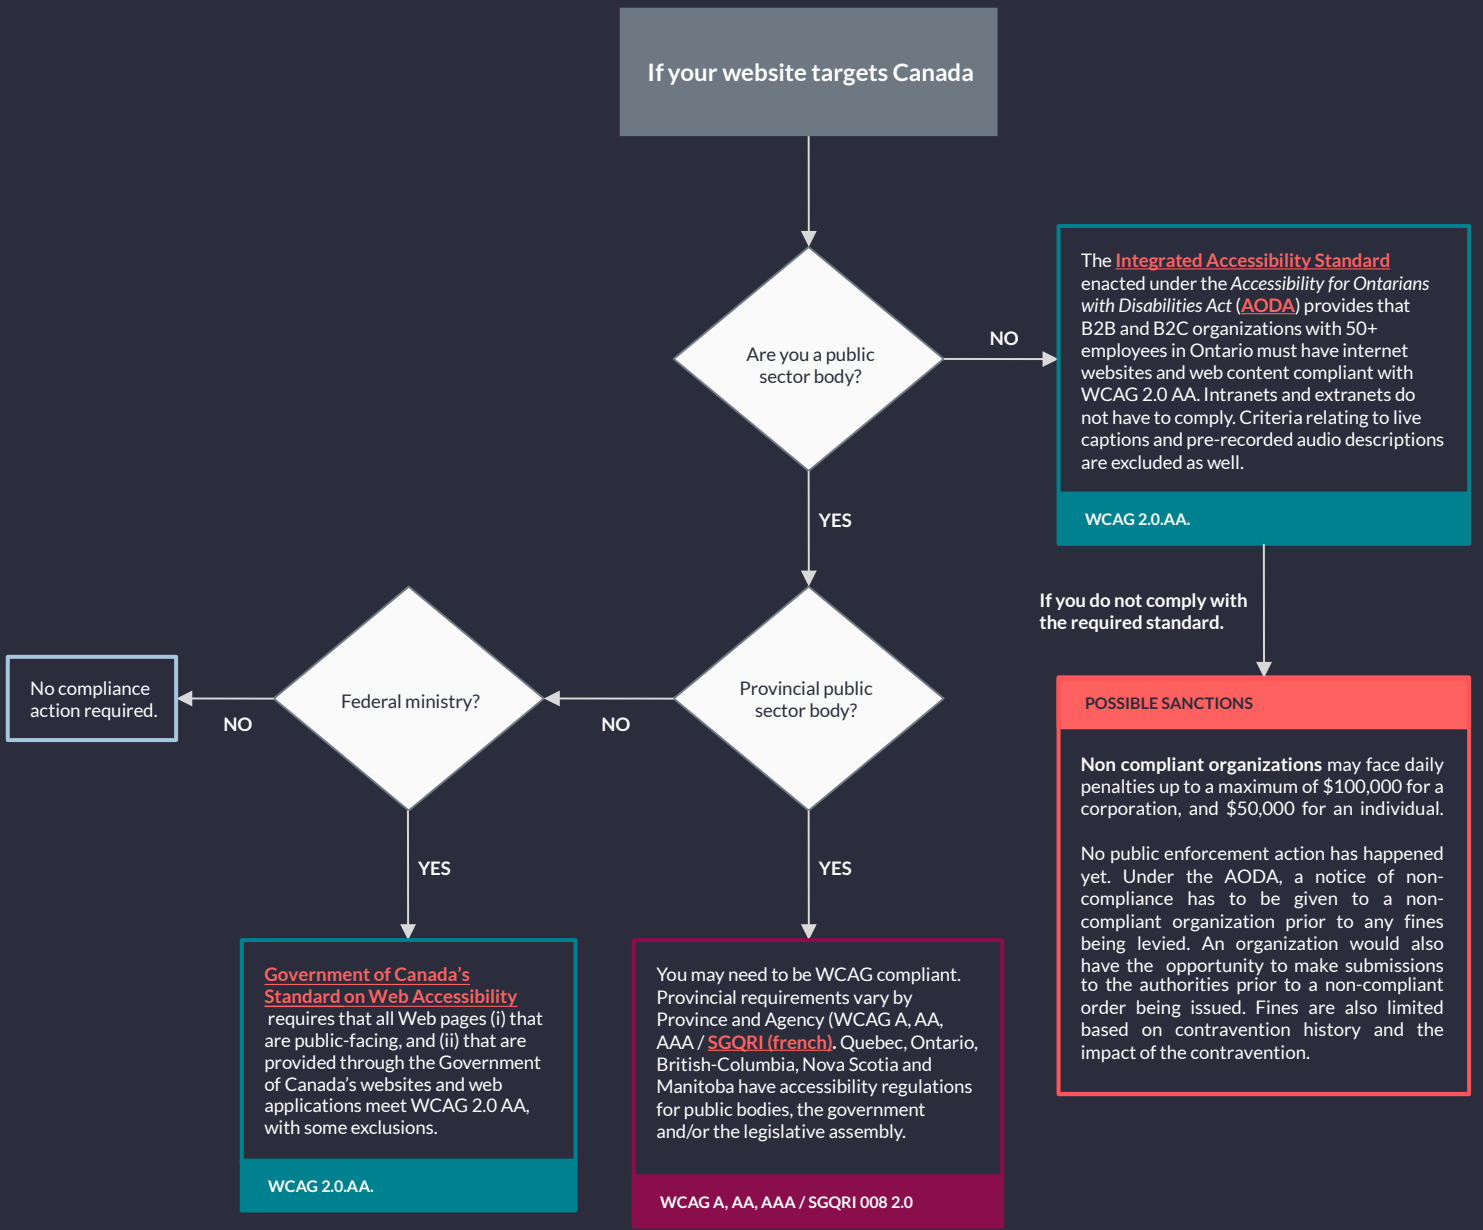 If your website targets Canada
Are you a public
sector body?
NO
The Integrated Accessibility Standard
enacted under the Accessibility for Ontarians
with Disabilities Act (AODA) provides that
B2B and B2C organizations with 50+
employees in Ontario must have internet
websites and web content compliant with
WCAG 2.0 AA. Intranets and extranets do
not have to comply. Criteria relating to live
captions and pre-recorded audio descriptions
are excluded as well.
WCAG 2.0.AA.
YES
If you do not comply with
the required standard.
Provincial public
sector body?
NO
Federal ministry?
NO
No compliance
action required.
POSSIBLE SANCTIONS
Non compliant organizations may face daily
penalties up to a maximum of $100,000 for a
corporation, and $50,000 for an individual.
No public enforcement action has happened
yet. Under the AODA, a notice of non-
compliance has to be given to a non-
compliant organization prior to any fines
being levied. An organization would also
have the opportunity to make submissions
to the authorities prior to a non-compliant
order being issued. Fines are also limited
based on contravention history and the
impact of the contravention.
YES
YES
Government of Canada's
Standard on Web Accessibility
requires that all Web pages (i) that
are public-facing, and (ii) that are
provided through the Government
of Canada's websites and web
applications meet WCAG 2.0 AA,
with some exclusions.
WCAG 2.0.AA.
You may need to be WCAG compliant.
Provincial requirements vary by
Province and Agency (WCAG A, AA,
AAA / SGQRI (french). Quebec, Ontario,
British-Columbia, Nova Scotia and
Manitoba have accessibility regulations
for public bodies, the government
and/or the legislative assembly.
WCAG A, AA, AAA / SGQRI 008 2.0